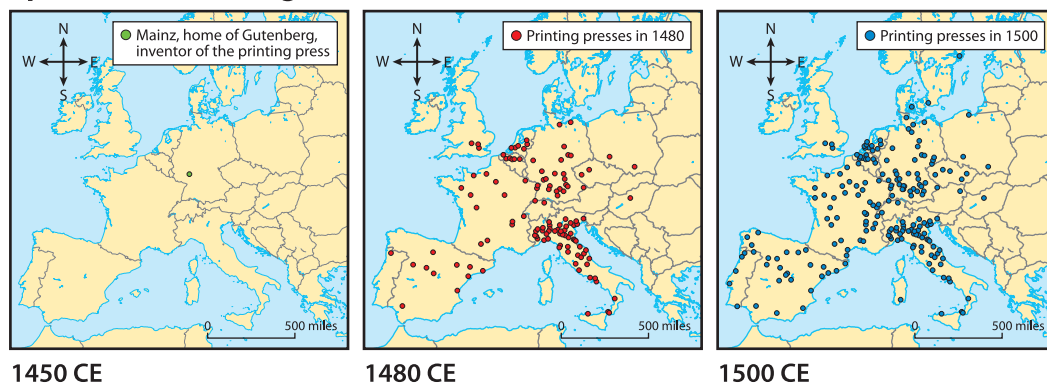 N
W
E
S
Mainz, home of Gutenberg,
inventor of the printing press
0
500 miles
1450 CE
N
W
E
S
Printing presses in 1480
0
500 miles
1480 CE
N
W
E
S
Printing presses in 1500
0
500 miles
1500 CE